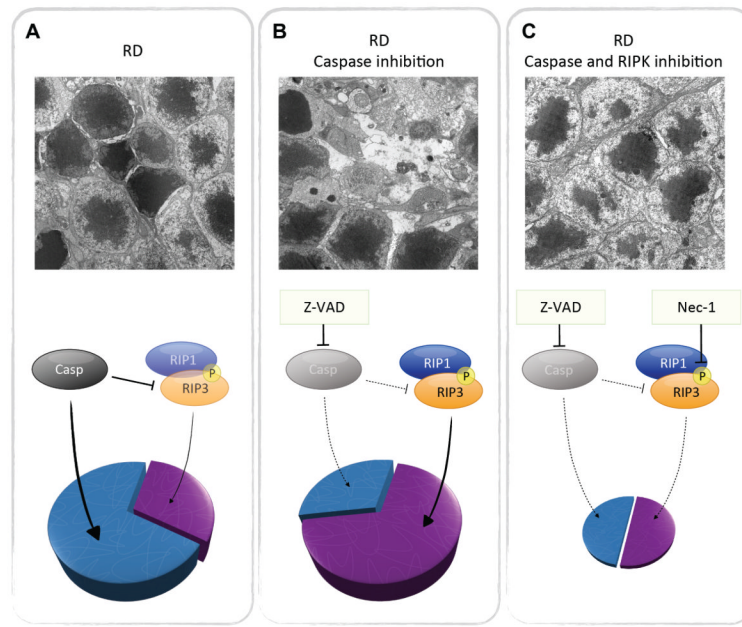 A
RD
Casp
RIP1
P
RIP3
B
RD
Caspase inhibition
Z-VAD
Casp
RIP1
P
RIP3
C
RD
Caspase and RIPK inhibition
Z-VAD
Nec-1
Casp
RIP1
P
RIP3